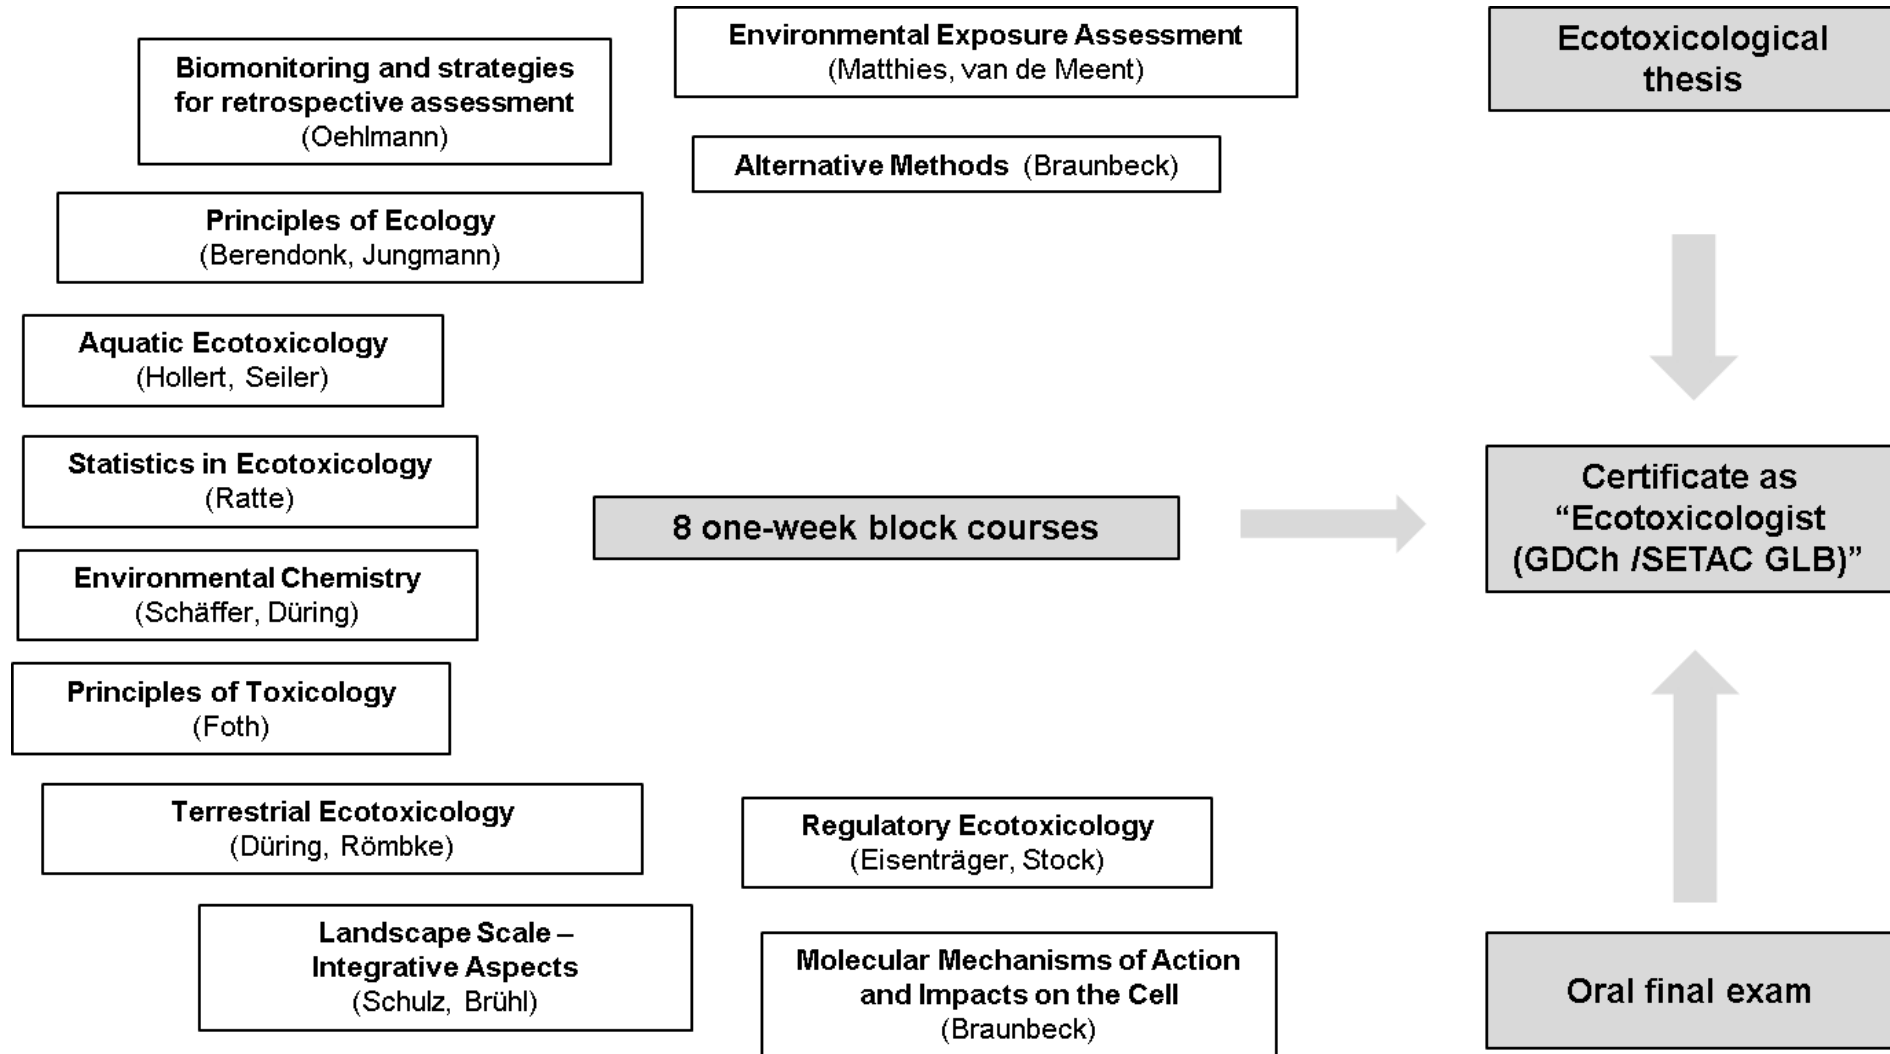 Environmental Exposure Assessment
(Matthies, van de Meent)
Ecotoxicological
thesis
Biomonitoring and strategies
for retrospective assessment
(Oehlmann)
Alternative Methods (Braunbeck)
Principles of Ecology
(Berendonk, Jungmann)
Aquatic Ecotoxicology
(Hollert, Seiler)
Statistics in Ecotoxicology
(Ratte)
8 one-week block courses
Certificate as
“Ecotoxicologist
(GDCh /SETAC GLB)”
Environmental Chemistry
(Schäffer, Düring)
Principles of Toxicology
(Foth)
Terrestrial Ecotoxicology
(Düring, Römbke)
Regulatory Ecotoxicology
(Eisenträger, Stock)
Landscape Scale –
Integrative Aspects
(Schulz, Brühl)
Molecular Mechanisms of Action
and Impacts on the Cell
(Braunbeck)
Oral final exam